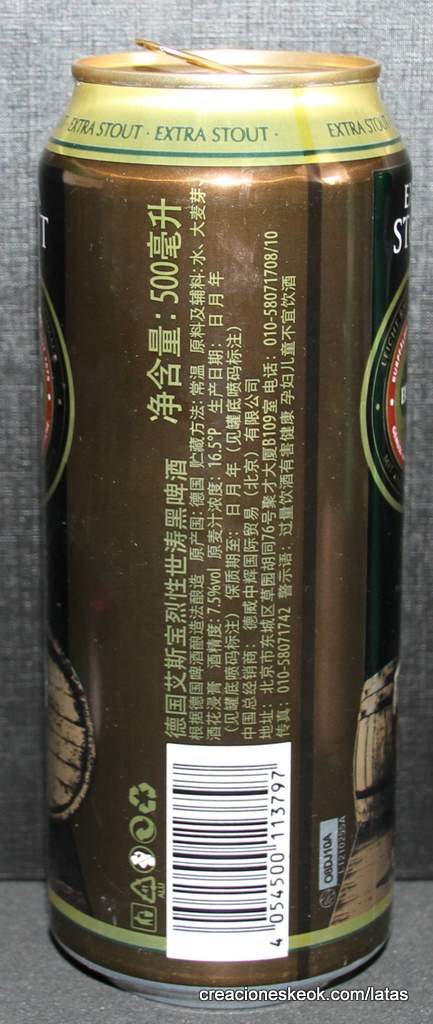 EXTRA STOUT · EXTRA STOUT ·
EXTRA STOUT
德国艾斯宝烈性世涛黑啤酒 净含量：500毫升
根据德国啤酒酿造法酿造 原产国：德国 贮藏方法：常温 原料及辅料：水、大麦芽、
酒花浸膏 酒精度：7.5%vol 原麦汁浓度：16.5°P 生产日期： 日 月 年
（见罐底喷码标注） 保质期至： 日 月 年（见罐底喷码标注）
中国总经销商：德威中辉国际贸易（北京）有限公司
地址：北京市东城区草园胡同76号聚才大厦B109室 电话：010-58071708/10
传真：010-58071742 警示语：过量饮酒有害健康 孕妇儿童不宜饮酒
ALU
4 054500 113797
O8DJ10A
L1210255A
creacioneskeok.com/latas